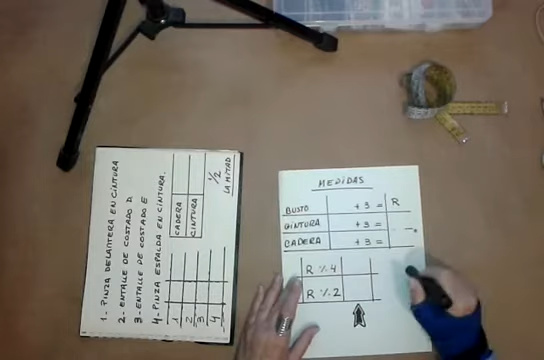 1- PINZA DELANTERA EN CINTURA
2- ENTALLE DE COSTADO D
3- ENTALLE DE COSTADO E
4- PINZA ESPALDA EN CINTURA.
CADERA
CINTURA
1/2
LA MITAD
1
2
3
4
MEDIDAS
BUSTO +3 = R
CINTURA +3 =
CADERA +3 =
R % 4
R % 2